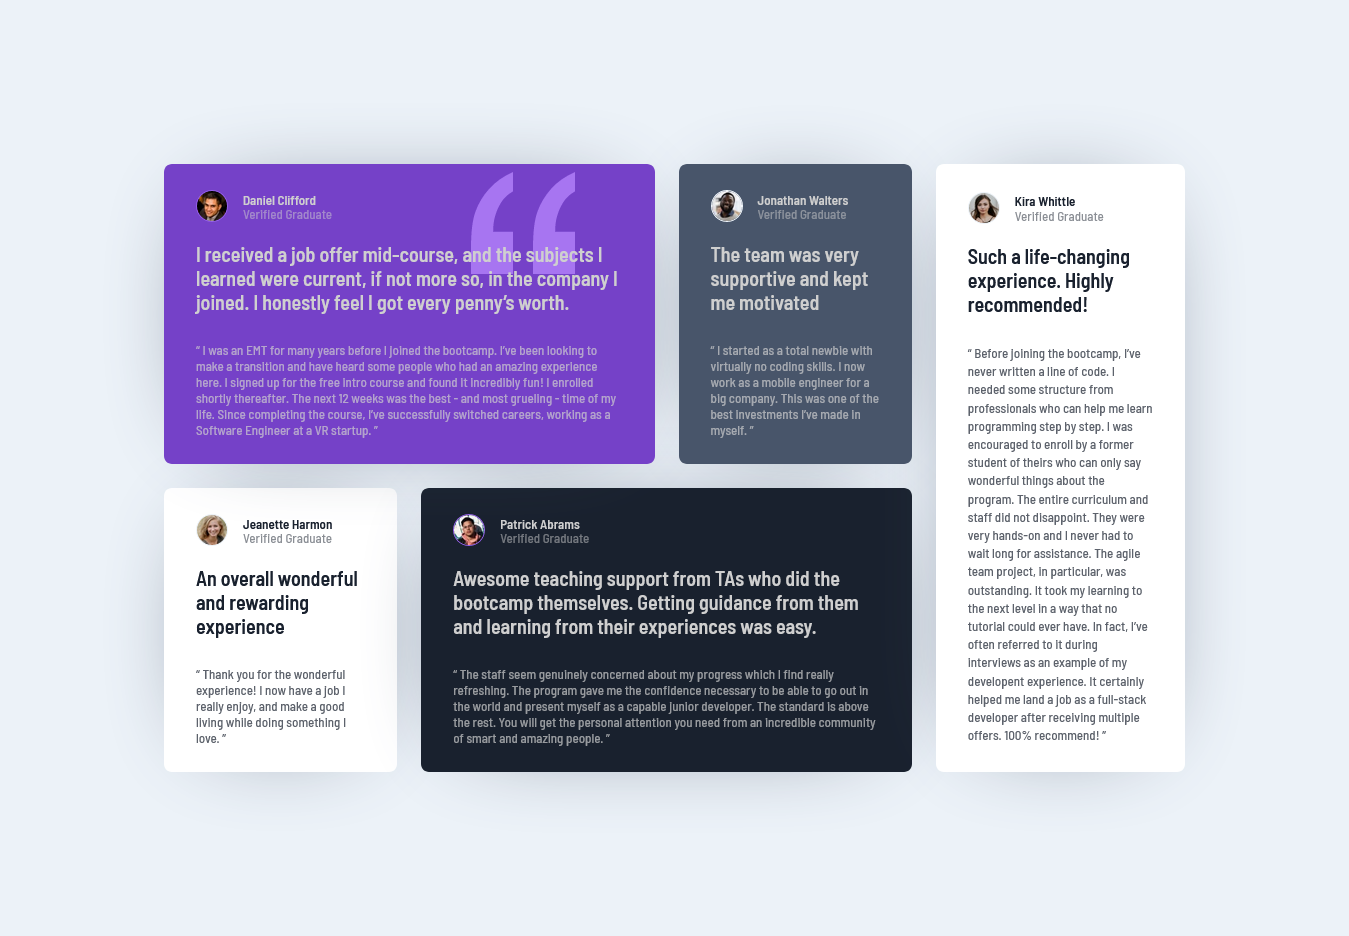 Daniel Clifford
Verified Graduate
I received a job offer mid-course, and the subjects I
learned were current, if not more so, in the company I
joined. I honestly feel I got every penny’s worth.
“ I was an EMT for many years before I joined the bootcamp. I’ve been looking to
make a transition and have heard some people who had an amazing experience
here. I signed up for the free intro course and found it incredibly fun! I enrolled
shortly thereafter. The next 12 weeks was the best - and most grueling - time of my
life. Since completing the course, I’ve successfully switched careers, working as a
Software Engineer at a VR startup. ”
Jonathan Walters
Verified Graduate
The team was very
supportive and kept
me motivated
“ I started as a total newbie with
virtually no coding skills. I now
work as a mobile engineer for a
big company. This was one of the
best investments I’ve made in
myself. ”
Kira Whittle
Verified Graduate
Such a life-changing
experience. Highly
recommended!
“ Before joining the bootcamp, I’ve
never written a line of code. I
needed some structure from
professionals who can help me learn
programming step by step. I was
encouraged to enroll by a former
student of theirs who can only say
wonderful things about the
program. The entire curriculum and
staff did not disappoint. They were
very hands-on and I never had to
wait long for assistance. The agile
team project, in particular, was
outstanding. It took my learning to
the next level in a way that no
tutorial could ever have. In fact, I’ve
often referred to it during
interviews as an example of my
developent experience. It certainly
helped me land a job as a full-stack
developer after receiving multiple
offers. 100% recommend! ”
Jeanette Harmon
Verified Graduate
An overall wonderful
and rewarding
experience
“ Thank you for the wonderful
experience! I now have a job I
really enjoy, and make a good
living while doing something I
love. ”
Patrick Abrams
Verified Graduate
Awesome teaching support from TAs who did the
bootcamp themselves. Getting guidance from them
and learning from their experiences was easy.
“ The staff seem genuinely concerned about my progress which I find really
refreshing. The program gave me the confidence necessary to be able to go out in
the world and present myself as a capable junior developer. The standard is above
the rest. You will get the personal attention you need from an incredible community
of smart and amazing people. ”